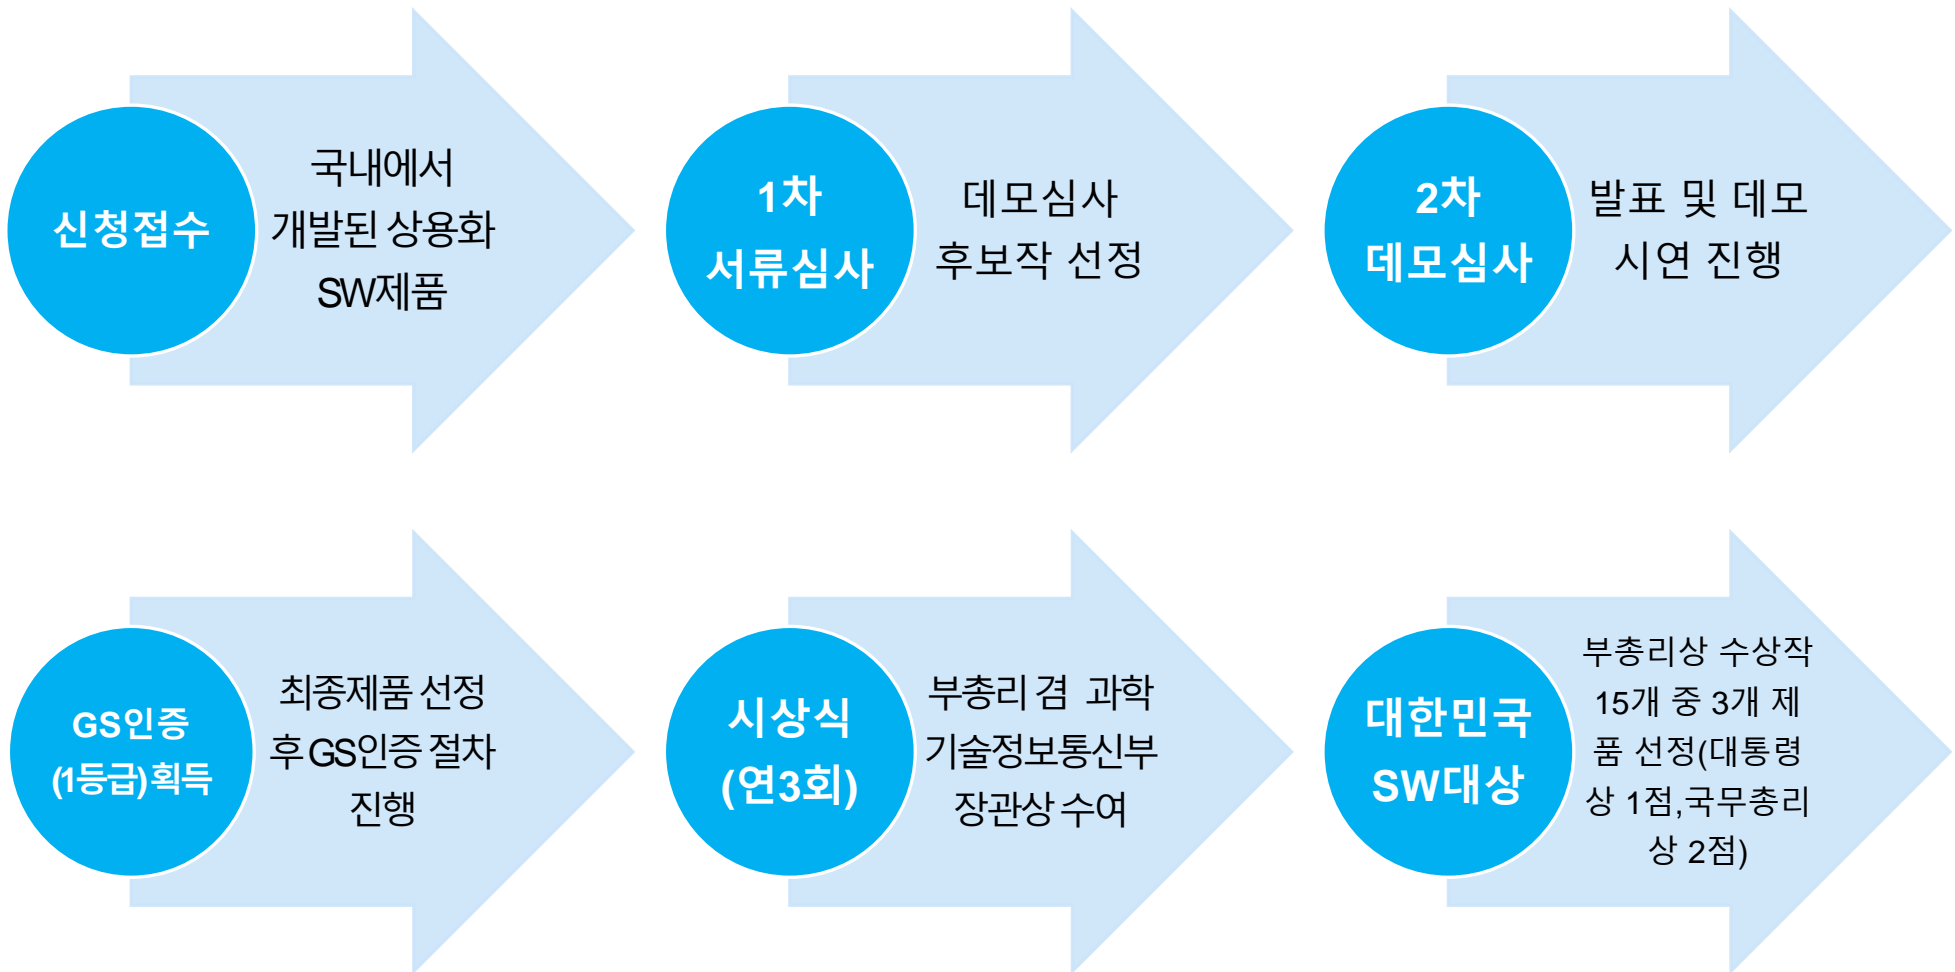 신청접수
국내에서
개발된 상용화
SW제품
1차
서류심사
데모심사
후보작 선정
2차
데모심사
발표 및 데모
시연 진행
GS인증
(1등급)획득
최종제품 선정
후 GS인증 절차
진행
시상식
(연3회)
부총리 겸 과학
기술정보통신부
장관상 수여
대한민국
SW대상
부총리상 수상작
15개 중 3개 제
품 선정(대통령
상 1점,국무총리
상 2점)